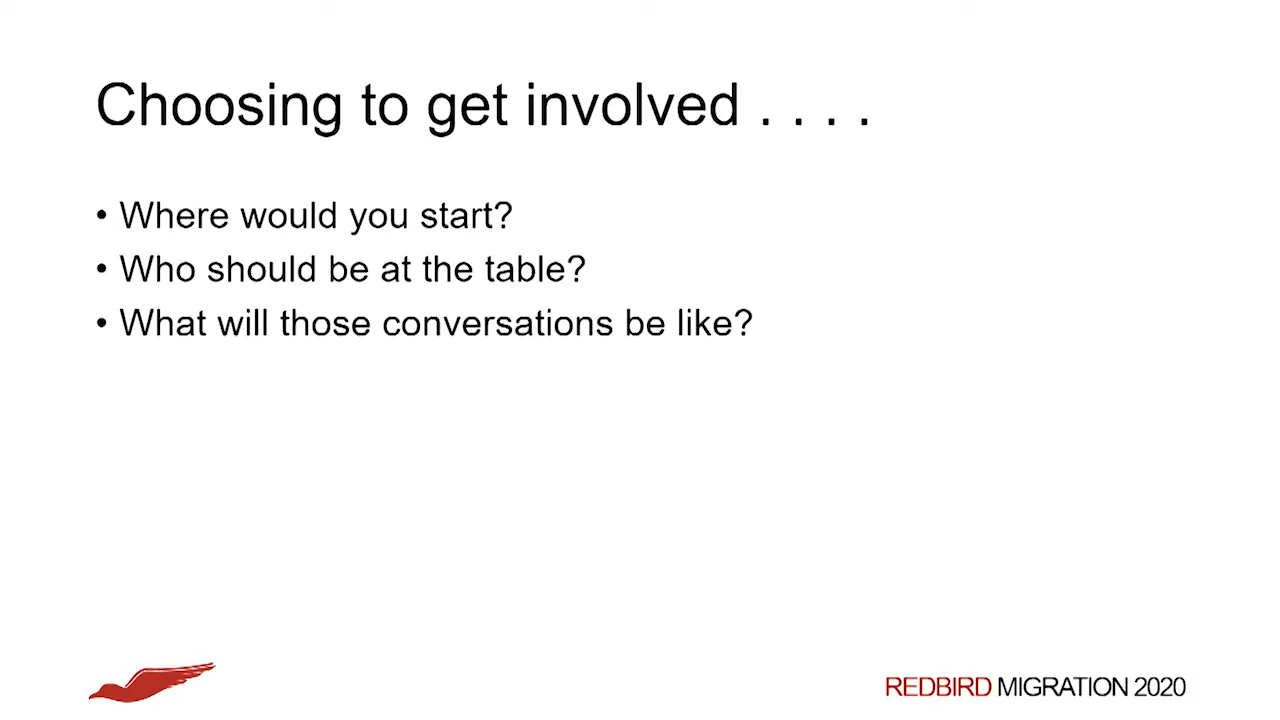 Choosing to get involved . . . .
• Where would you start?
• Who should be at the table?
• What will those conversations be like?
REDBIRD MIGRATION 2020